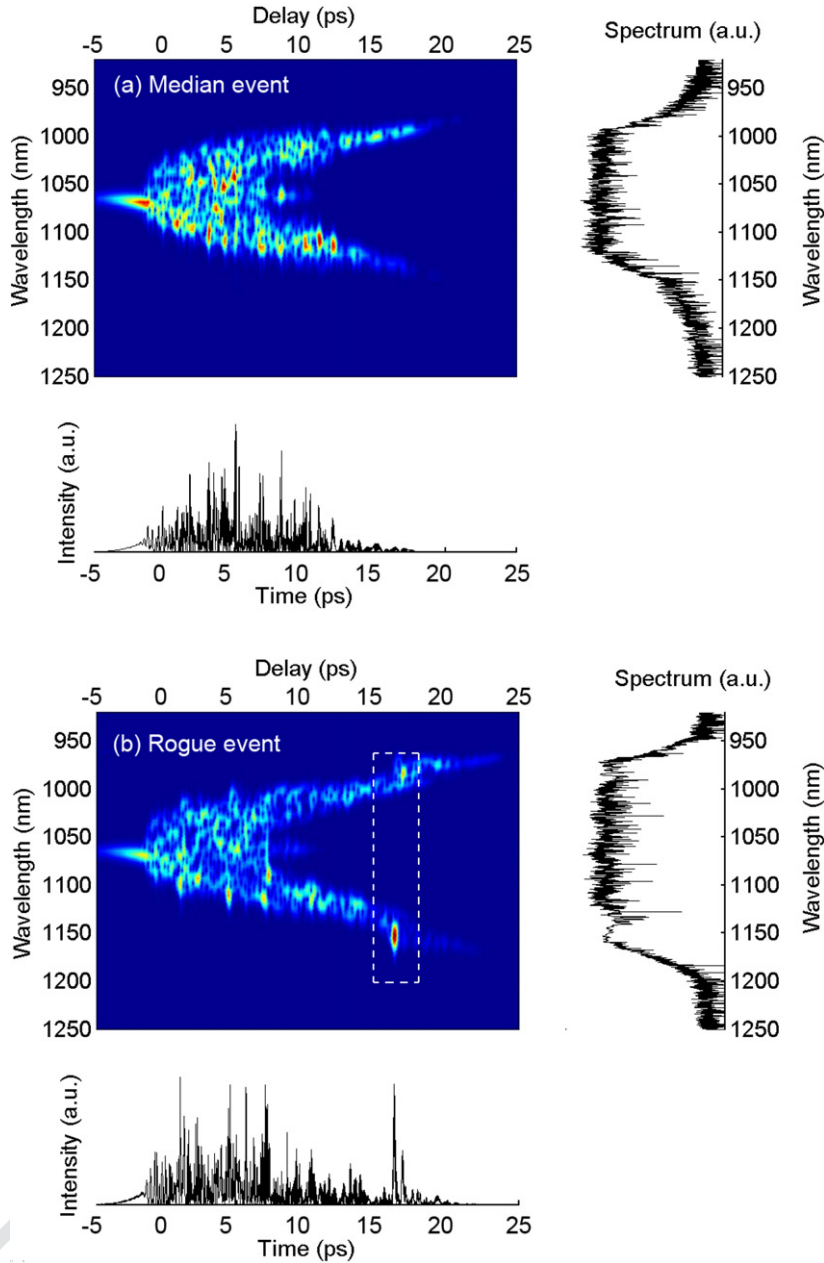 Delay (ps)
-5 0 5 10 15 20 25
Spectrum (a.u.)
(a) Median event
Wavelength (nm)
950
1000
1050
1100
1150
1200
1250
950
1000
1050
1100
1150
1200
1250
Wavelength (nm)
Intensity (a.u.)
-5 0 5 10 15 20 25
Time (ps)
Delay (ps)
-5 0 5 10 15 20 25
Spectrum (a.u.)
(b) Rogue event
Wavelength (nm)
950
1000
1050
1100
1150
1200
1250
950
1000
1050
1100
1150
1200
1250
Wavelength (nm)
Intensity (a.u.)
-5 0 5 10 15 20 25
Time (ps)